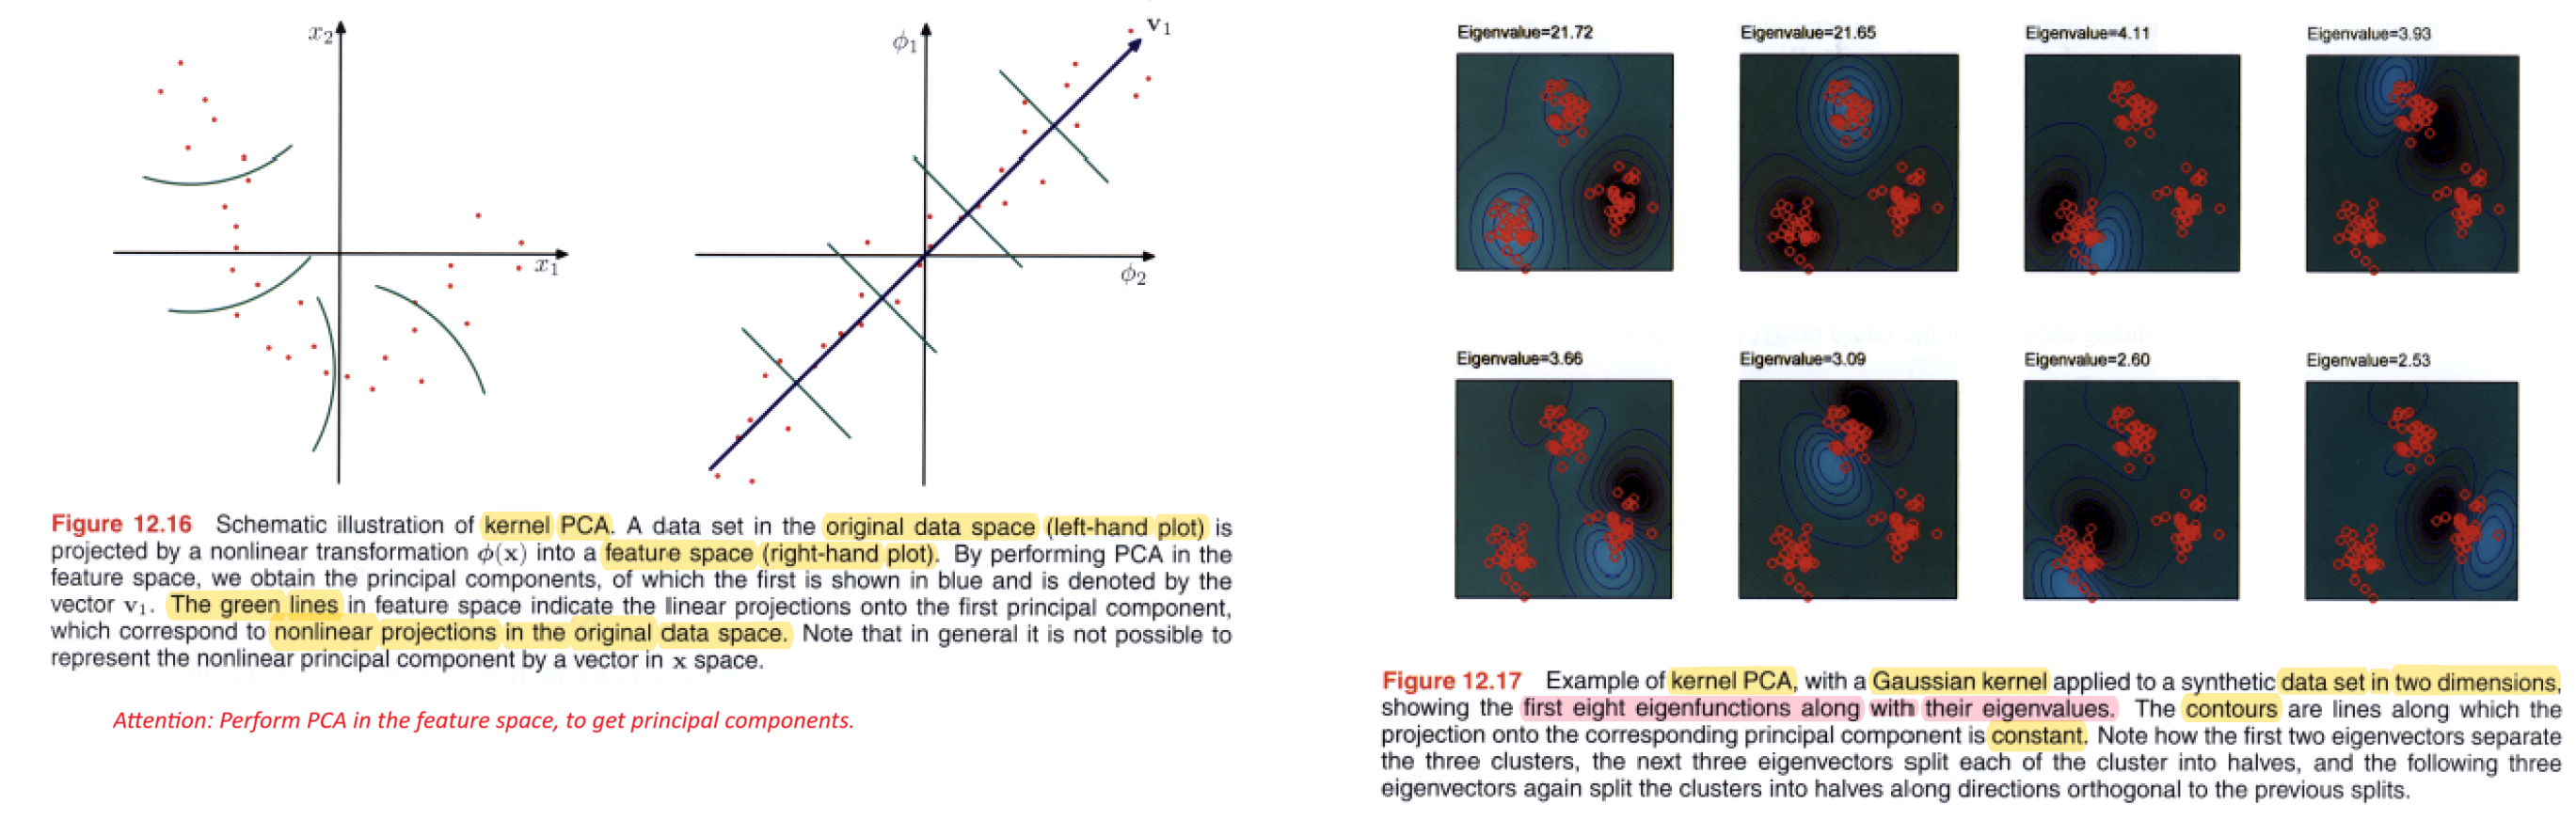 x₂
x₁
ϕ₁
v₁
ϕ₂
Figure 12.16 Schematic illustration of kernel PCA. A data set in the original data space (left-hand plot) is
projected by a nonlinear transformation ϕ(x) into a feature space (right-hand plot). By performing PCA in the
feature space, we obtain the principal components, of which the first is shown in blue and is denoted by the
vector v₁. The green lines in feature space indicate the linear projections onto the first principal component,
which correspond to nonlinear projections in the original data space. Note that in general it is not possible to
represent the nonlinear principal component by a vector in x space.
Attention: Perform PCA in the feature space, to get principal components.
Eigenvalue=21.72
Eigenvalue=21.65
Eigenvalue=4.11
Eigenvalue=3.93
Eigenvalue=3.66
Eigenvalue=3.09
Eigenvalue=2.60
Eigenvalue=2.53
Figure 12.17 Example of kernel PCA, with a Gaussian kernel applied to a synthetic data set in two dimensions,
showing the first eight eigenfunctions along with their eigenvalues. The contours are lines along which the
projection onto the corresponding principal component is constant. Note how the first two eigenvectors separate
the three clusters, the next three eigenvectors split each of the cluster into halves, and the following three
eigenvectors again split the clusters into halves along directions orthogonal to the previous splits.